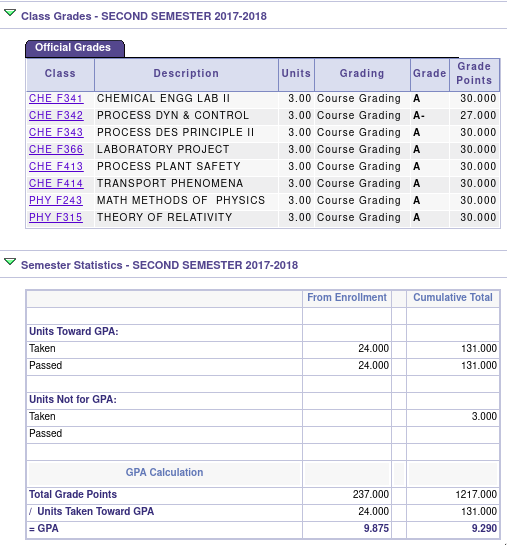 Class Grades - SECOND SEMESTER 2017-2018
Official Grades
Class Description Units Grading Grade Grade Points
CHE F341 CHEMICAL ENGG LAB II 3.00 Course Grading A 30.000
CHE F342 PROCESS DYN & CONTROL 3.00 Course Grading A- 27.000
CHE F343 PROCESS DES PRINCIPLE II 3.00 Course Grading A 30.000
CHE F366 LABORATORY PROJECT 3.00 Course Grading A 30.000
CHE F413 PROCESS PLANT SAFETY 3.00 Course Grading A 30.000
CHE F414 TRANSPORT PHENOMENA 3.00 Course Grading A 30.000
PHY F243 MATH METHODS OF PHYSICS 3.00 Course Grading A 30.000
PHY F315 THEORY OF RELATIVITY 3.00 Course Grading A 30.000
Semester Statistics - SECOND SEMESTER 2017-2018
From Enrollment Cumulative Total
Units Toward GPA:
Taken 24.000 131.000
Passed 24.000 131.000
Units Not for GPA:
Taken 3.000
Passed
GPA Calculation
Total Grade Points 237.000 1217.000
/ Units Taken Toward GPA 24.000 131.000
= GPA 9.875 9.290